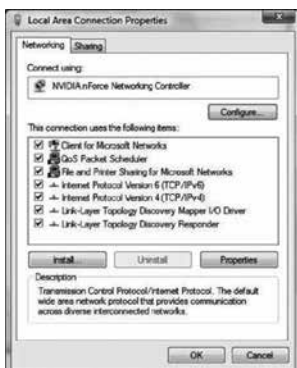 Local Area Connection Properties
Networking Sharing
Connect using:
NVIDIA nForce Networking Controller
Configure...
This connection uses the following items:
Client for Microsoft Networks
QoS Packet Scheduler
File and Printer Sharing for Microsoft Networks
Internet Protocol Version 6 (TCP/IPv6)
Internet Protocol Version 4 (TCP/IPv4)
Link-Layer Topology Discovery Mapper I/O Driver
Link-Layer Topology Discovery Responder
Install... Uninstall Properties
Description
Transmission Control Protocol/Internet Protocol. The default
wide area network protocol that provides communication
across diverse interconnected networks.
OK Cancel